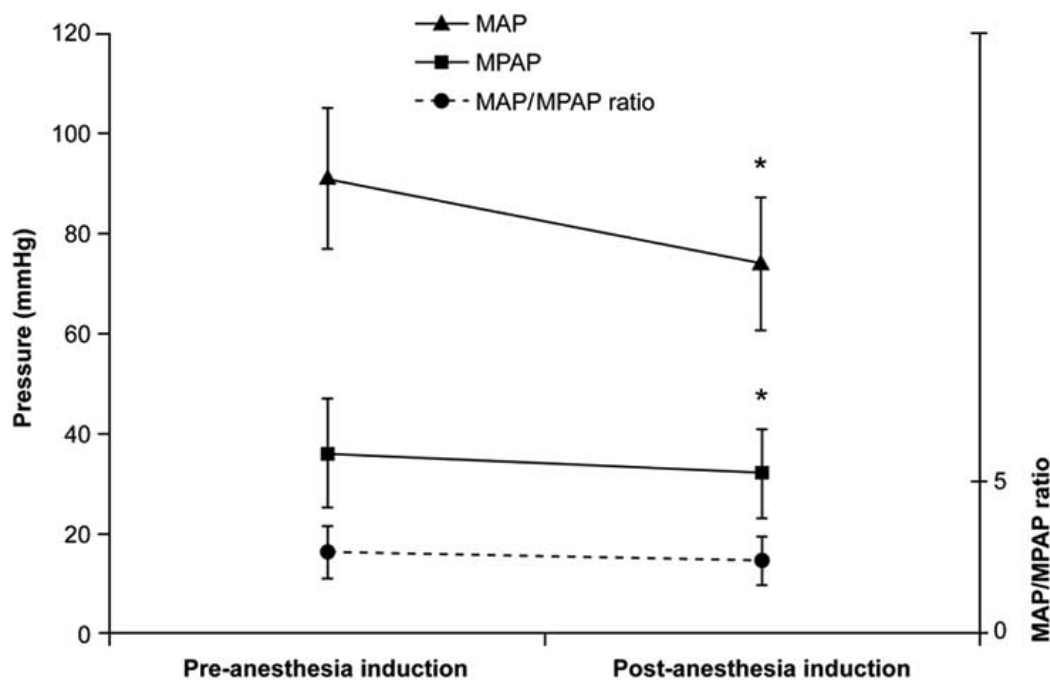 MAP
MPAP
MAP/MPAP ratio
Pressure (mmHg)
120
100
80
60
40
20
0
*
*
5
0
MAP/MPAP ratio
Pre-anesthesia induction
Post-anesthesia induction